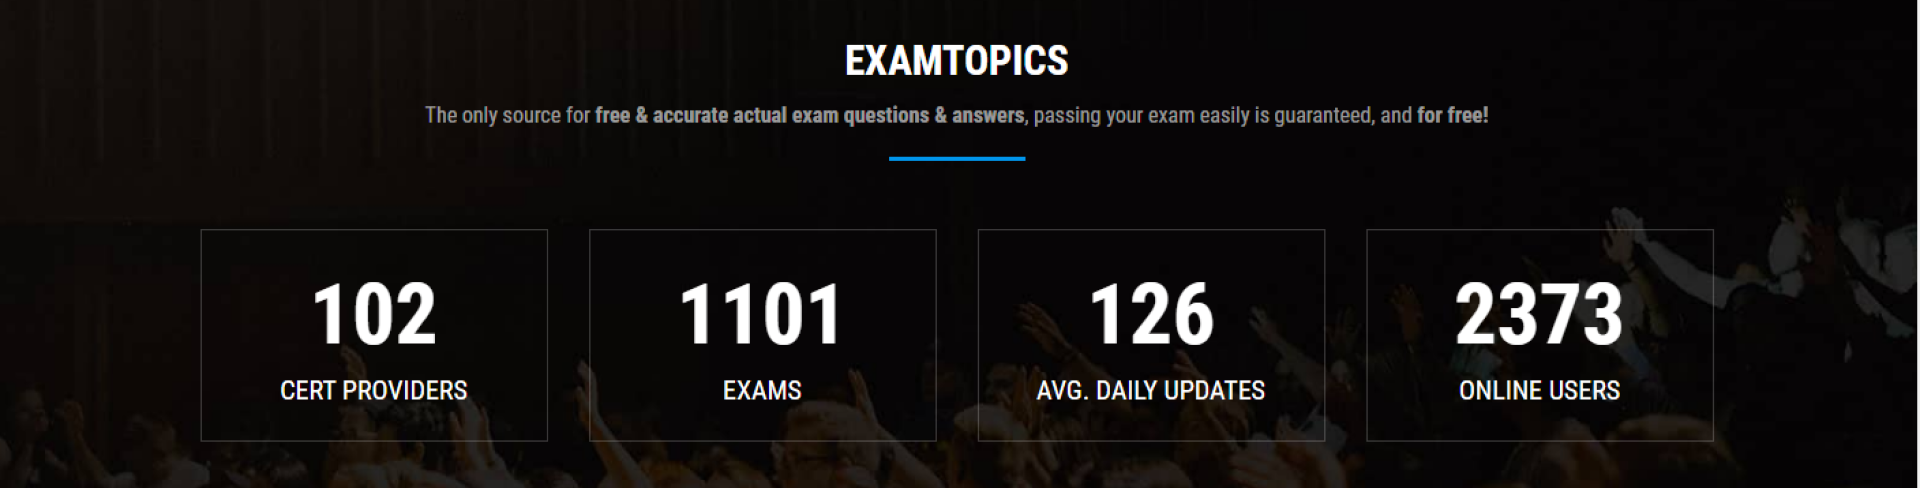 EXAMTOPICS
The only source for free & accurate actual exam questions & answers, passing your exam easily is guaranteed, and for free!
102
CERT PROVIDERS
1101
EXAMS
126
AVG. DAILY UPDATES
2373
ONLINE USERS